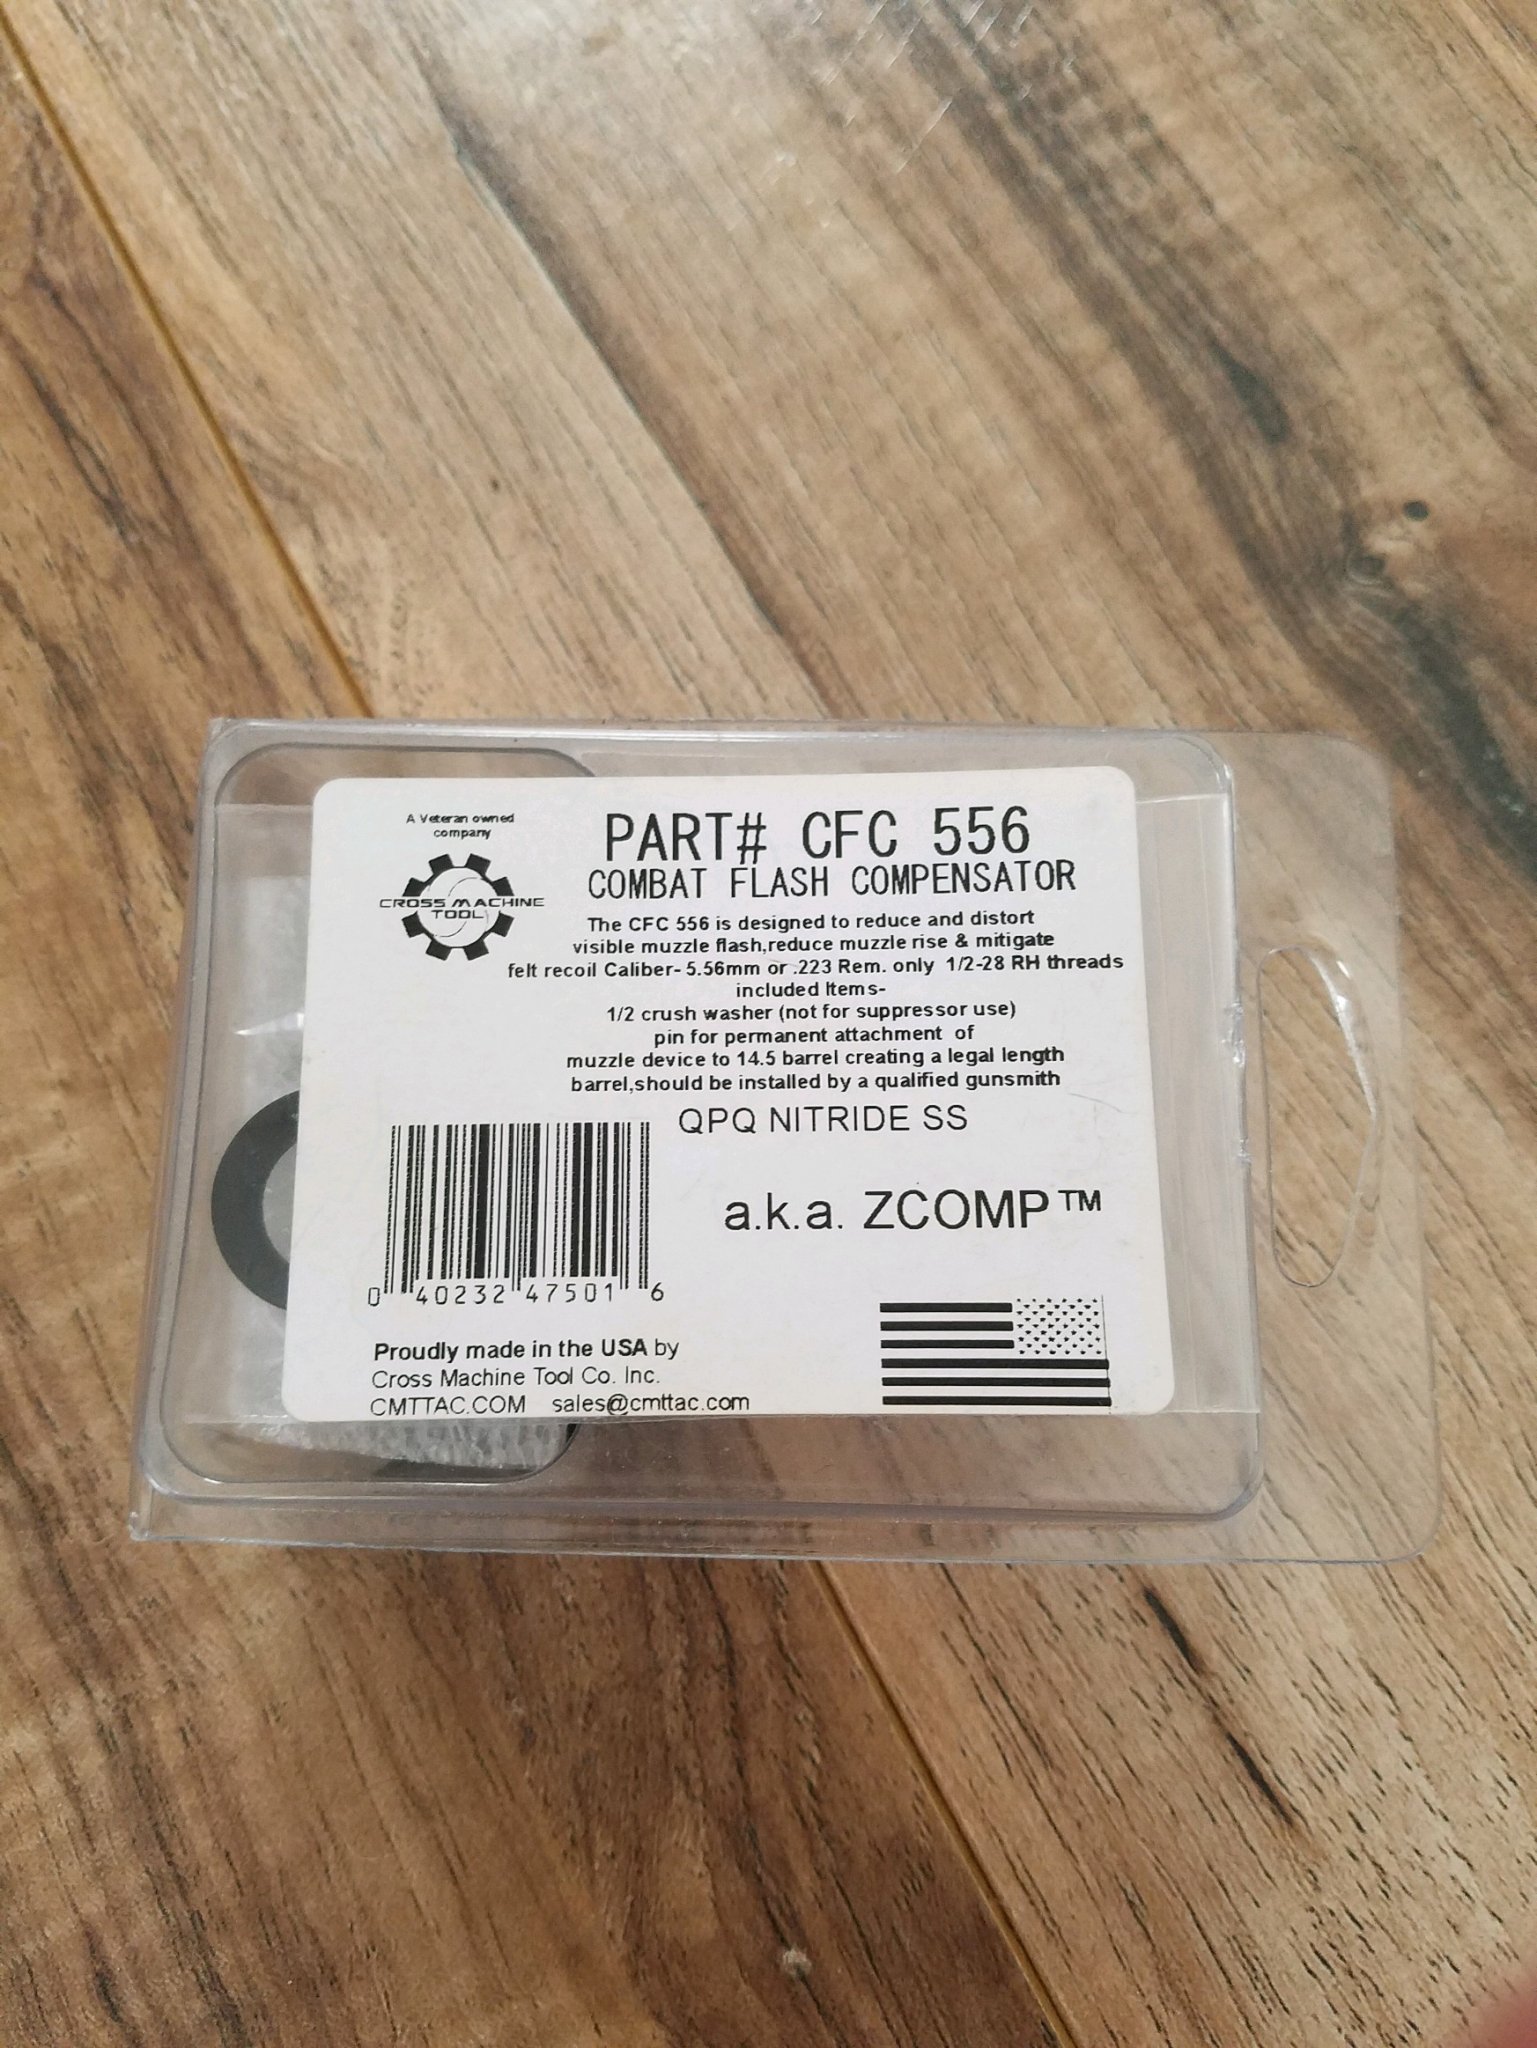 A Veteran owned
company
CROSS MACHINE
TOOL
PART# CFC 556
COMBAT FLASH COMPENSATOR
The CFC 556 is designed to reduce and distort
visible muzzle flash,reduce muzzle rise & mitigate
felt recoil Caliber- 5.56mm or .223 Rem. only 1/2-28 RH threads
included Items-
1/2 crush washer (not for suppressor use)
pin for permanent attachment of
muzzle device to 14.5 barrel creating a legal length
barrel,should be installed by a qualified gunsmith
QPQ NITRIDE SS
a.k.a. ZCOMP™
0 40232 47501 6
Proudly made in the USA by
Cross Machine Tool Co. Inc.
CMTTAC.COM sales@cmttac.com